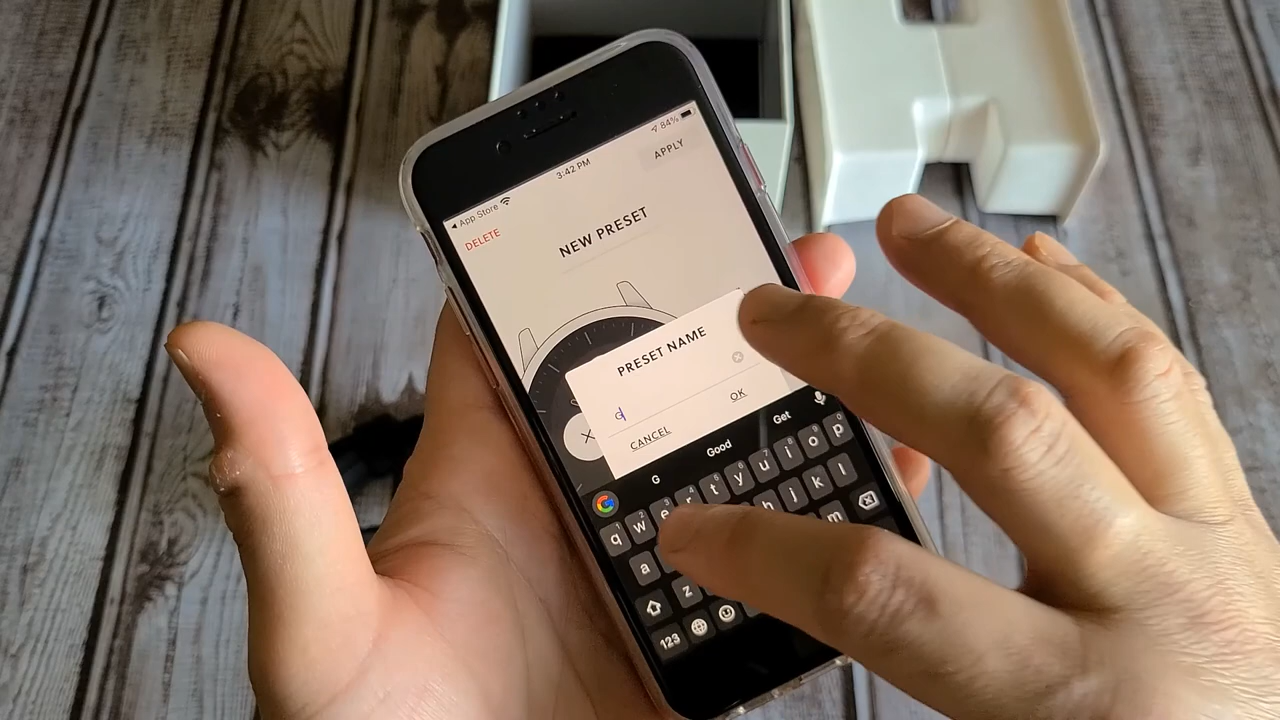 84%
3:42 PM
App Store
APPLY
DELETE
NEW PRESET
PRESET NAME
G
OK
CANCEL
G Good Get
q w e r t y u i o p
a h j k l
z m
123